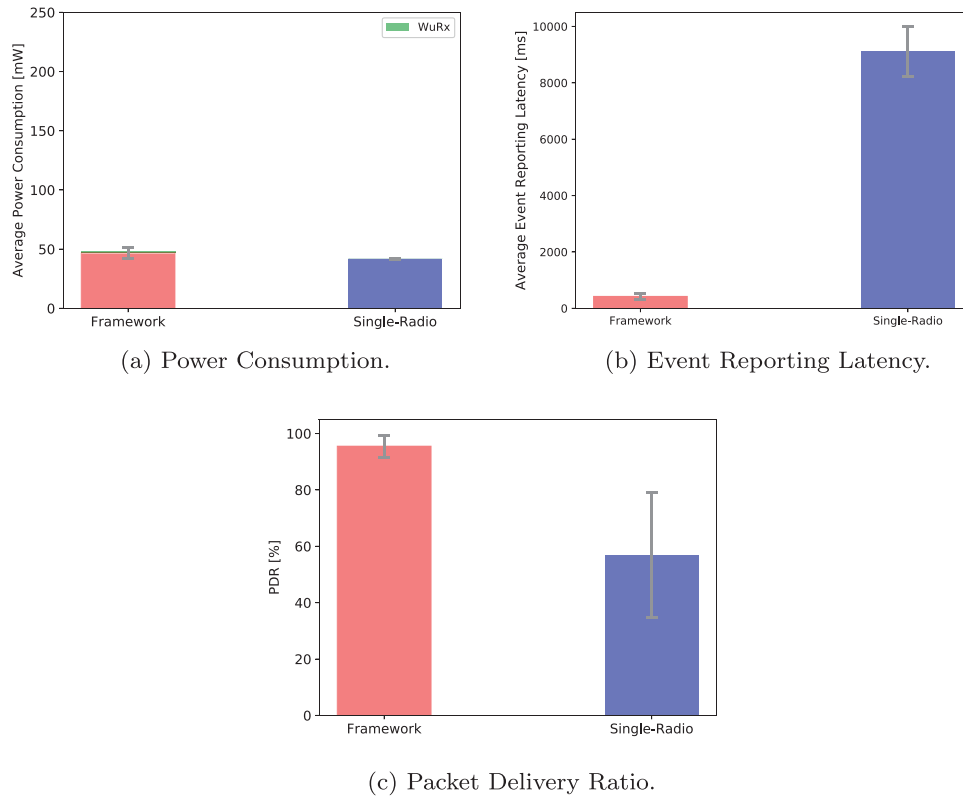 250
200
150
100
50
0
Average Power Consumption [mW]
WuRx
Framework
Single-Radio
(a) Power Consumption.
10000
8000
6000
4000
2000
0
Average Event Reporting Latency [ms]
Framework
Single-Radio
(b) Event Reporting Latency.
100
80
60
40
20
0
PDR [%]
Framework
Single-Radio
(c) Packet Delivery Ratio.